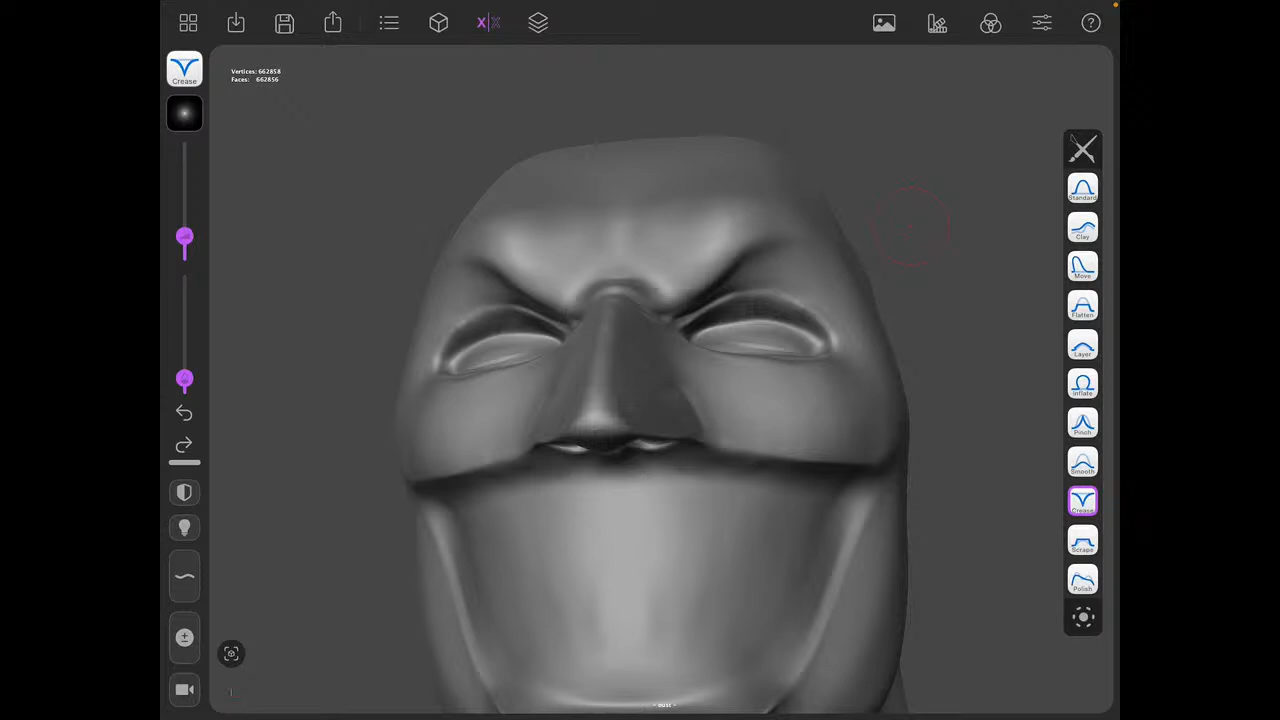 Crease
Vertices: 662858
Faces: 662856
Standard
Clay
Move
Flatten
Layer
Inflate
Pinch
Smooth
Crease
Scrape
Polish